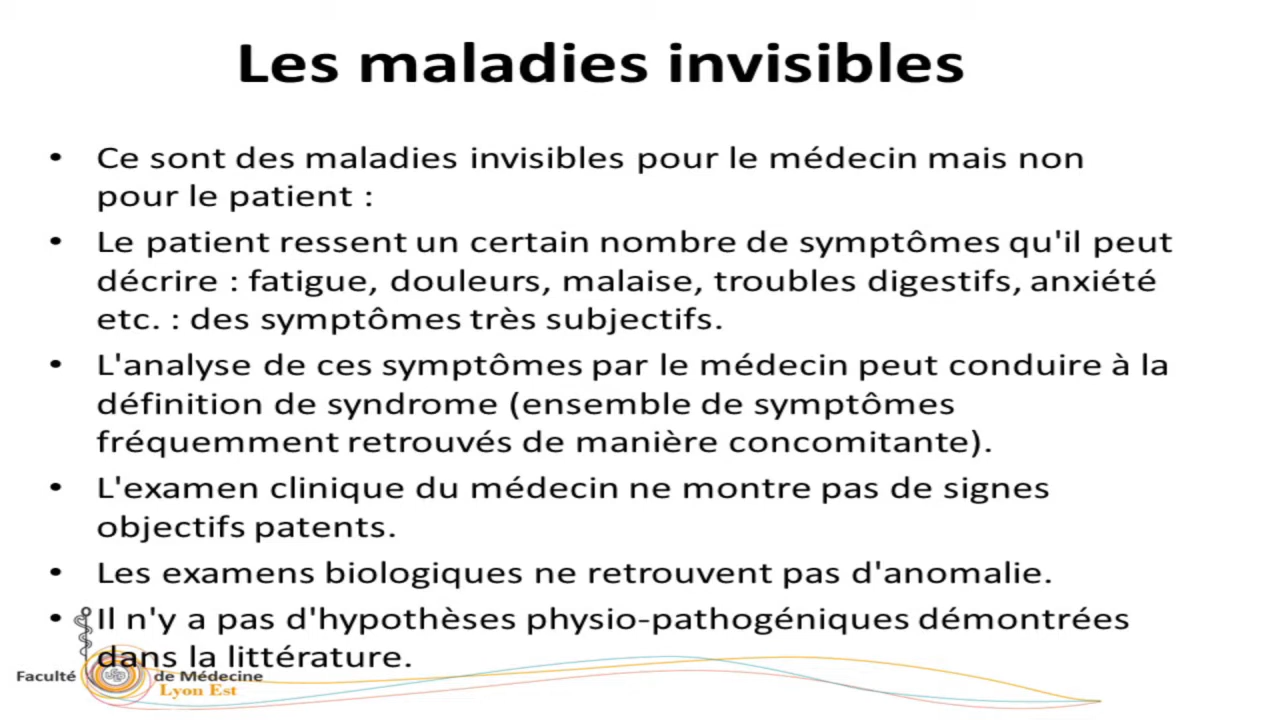 Les maladies invisibles
• Ce sont des maladies invisibles pour le médecin mais non
pour le patient :
• Le patient ressent un certain nombre de symptômes qu'il peut
décrire : fatigue, douleurs, malaise, troubles digestifs, anxiété
etc. : des symptômes très subjectifs.
• L'analyse de ces symptômes par le médecin peut conduire à la
définition de syndrome (ensemble de symptômes
fréquemment retrouvés de manière concomitante).
• L'examen clinique du médecin ne montre pas de signes
objectifs patents.
• Les examens biologiques ne retrouvent pas d'anomalie.
• Il n'y a pas d'hypothèses physio-pathogéniques démontrées
dans la littérature.
Faculté de Médecine
Lyon Est